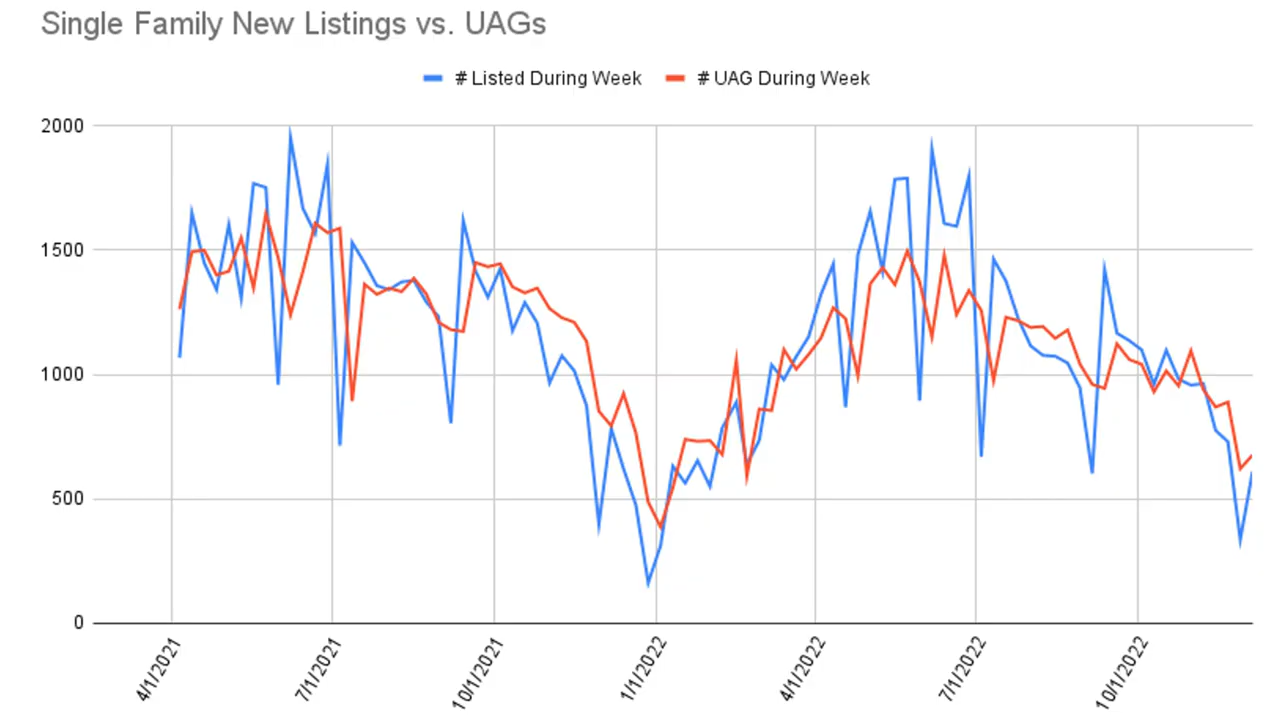 Single Family New Listings vs. UAGs
# Listed During Week # UAG During Week
2000
1500
1000
500
0
4/1/2021 7/1/2021 10/1/2021 1/1/2022 4/1/2022 7/1/2022 10/1/2022